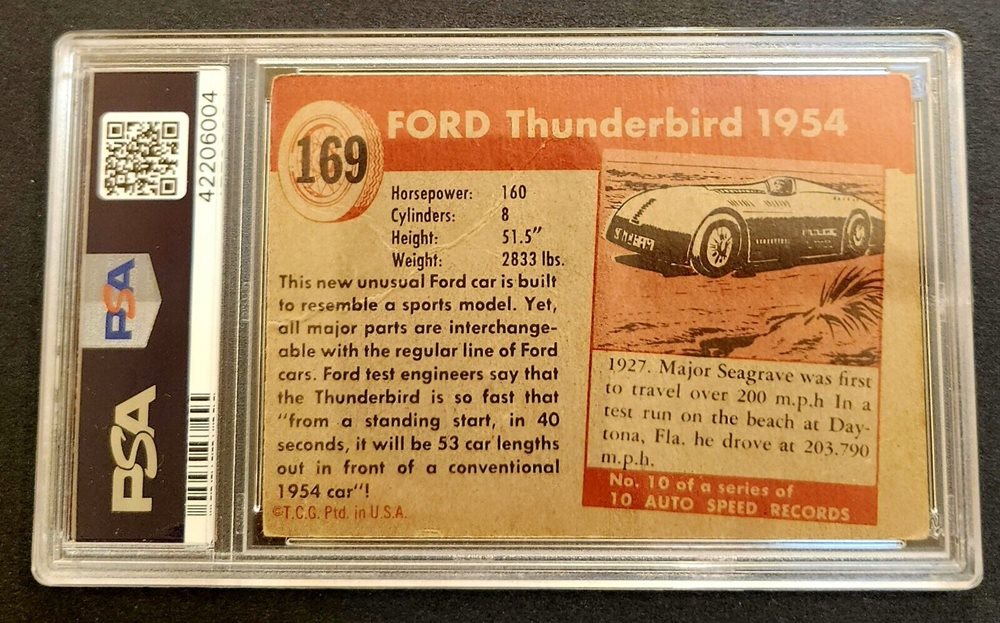 PSA
PSA
42206004
169
FORD Thunderbird 1954
Horsepower: 160
Cylinders: 8
Height: 51.5"
Weight: 2833 lbs.
This new unusual Ford car is built
to resemble a sports model. Yet,
all major parts are interchange-
able with the regular line of Ford
cars. Ford test engineers say that
the Thunderbird is so fast that
"from a standing start, in 40
seconds, it will be 53 car lengths
out in front of a conventional
1954 car"!
©T.C.G. Ptd. in U.S.A.
1927. Major Seagrave was first
to travel over 200 m.p.h In a
test run on the beach at Day-
tona, Fla. he drove at 203.790
m.p.h.
No. 10 of a series of
10 AUTO SPEED RECORDS